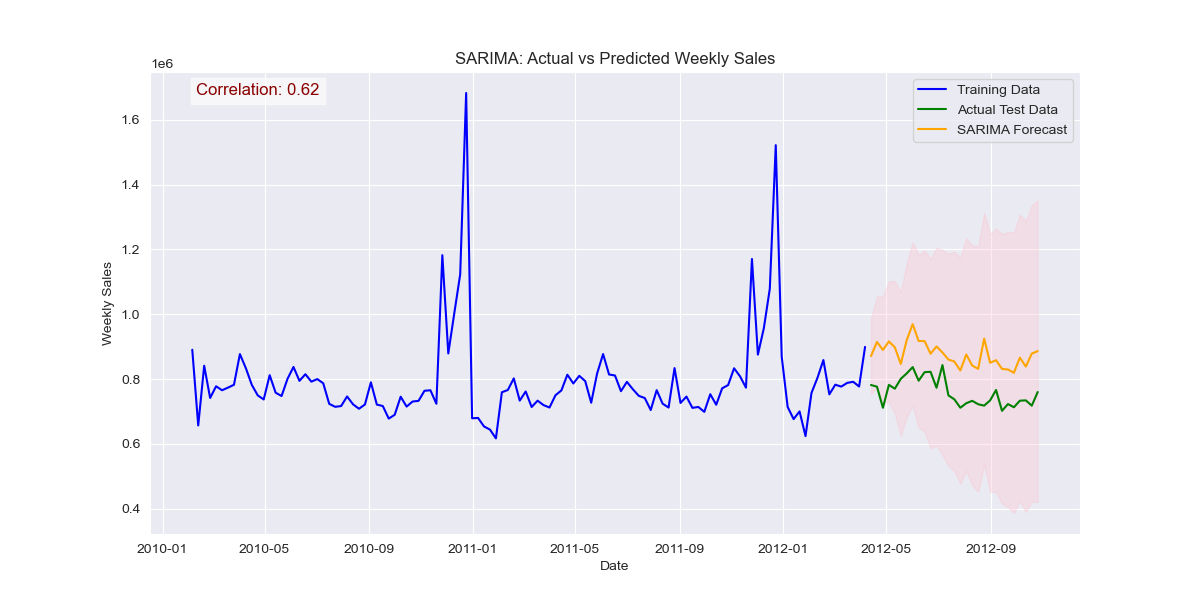 SARIMA: Actual vs Predicted Weekly Sales
1e6
Correlation: 0.62
Training Data
Actual Test Data
SARIMA Forecast
1.6
1.4
1.2
1.0
0.8
0.6
0.4
Weekly Sales
2010-01 2010-05 2010-09 2011-01 2011-05 2011-09 2012-01 2012-05 2012-09
Date